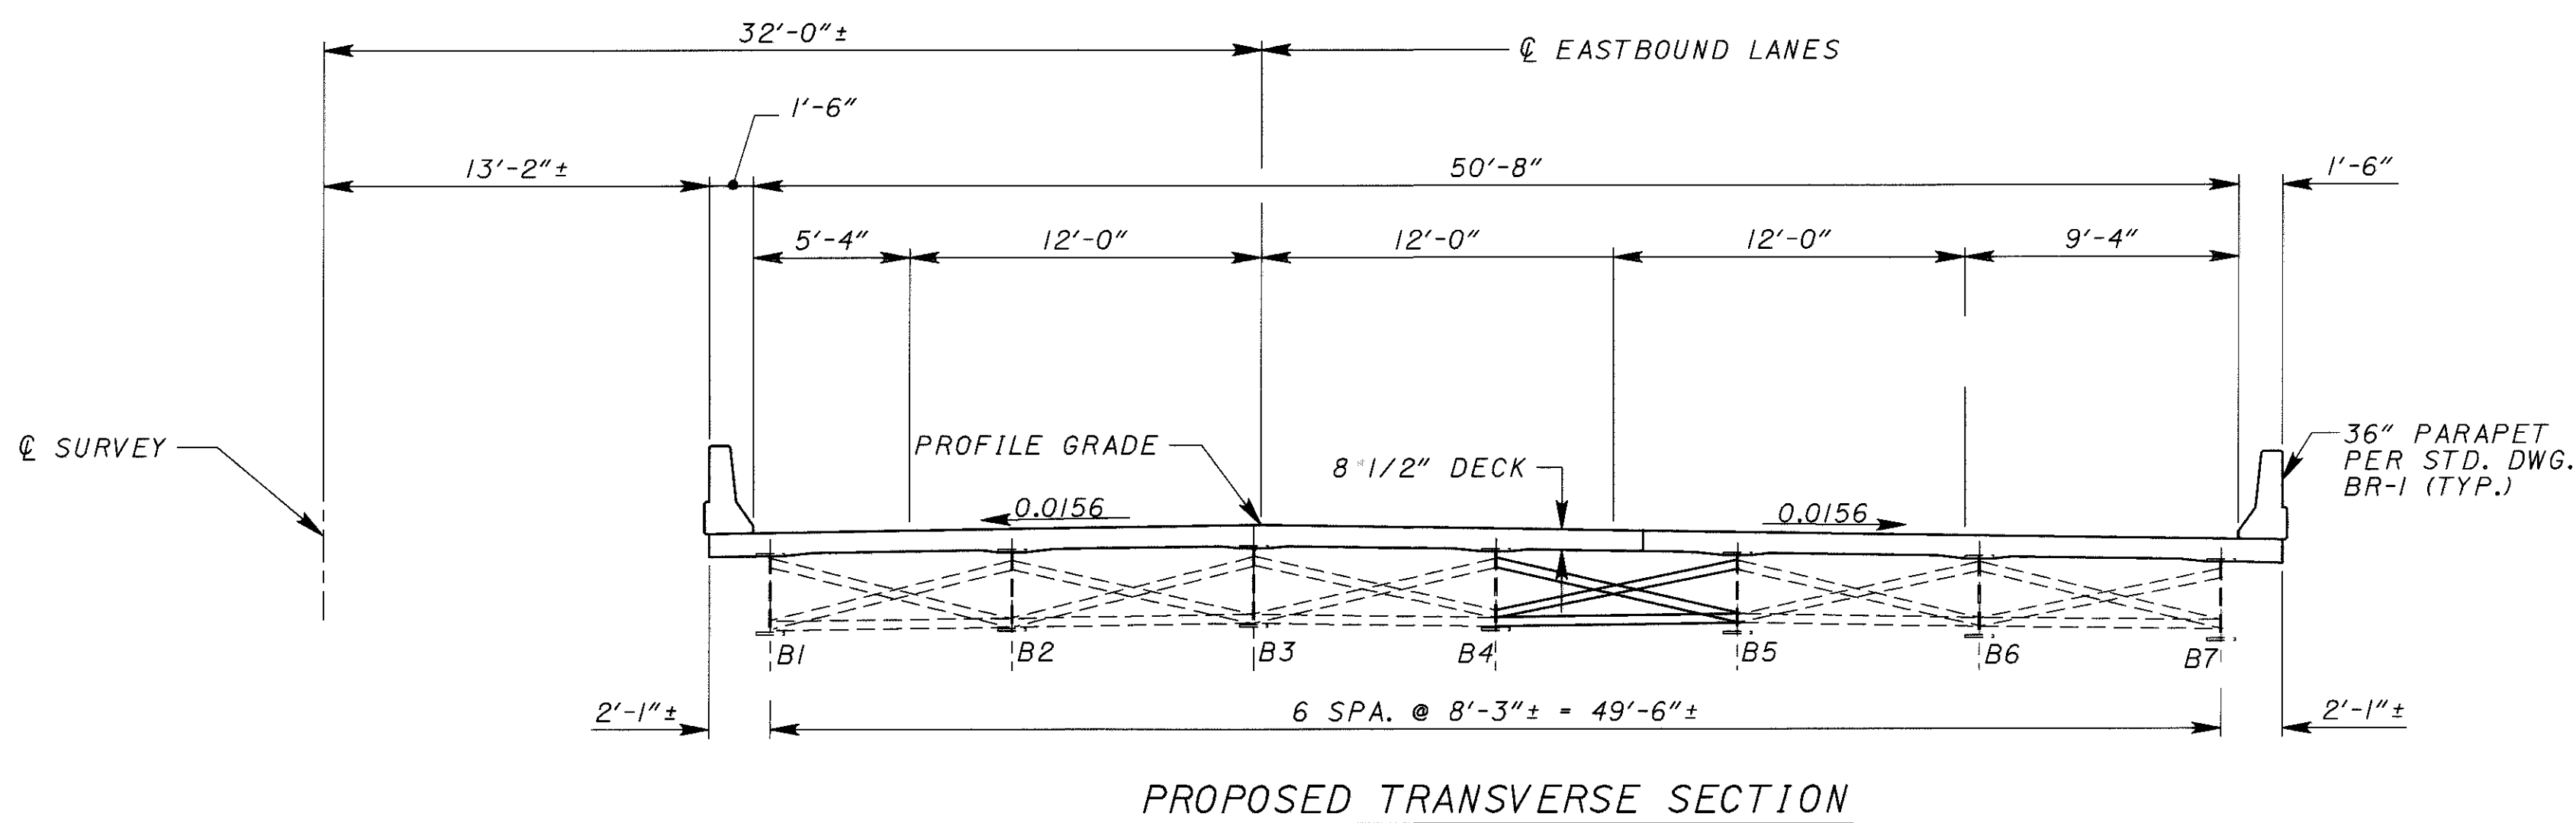 32'-0"±
℄ EASTBOUND LANES
1'-6"
13'-2"±
50'-8"
1'-6"
5'-4"
12'-0"
12'-0"
12'-0"
9'-4"
℄ SURVEY
PROFILE GRADE
8 1/2" DECK
36" PARAPET
PER STD. DWG.
BR-1 (TYP.)
0.0156
0.0156
B1
B2
B3
B4
B5
B6
B7
2'-1"±
6 SPA. @ 8'-3"± = 49'-6"±
2'-1"±
PROPOSED TRANSVERSE SECTION